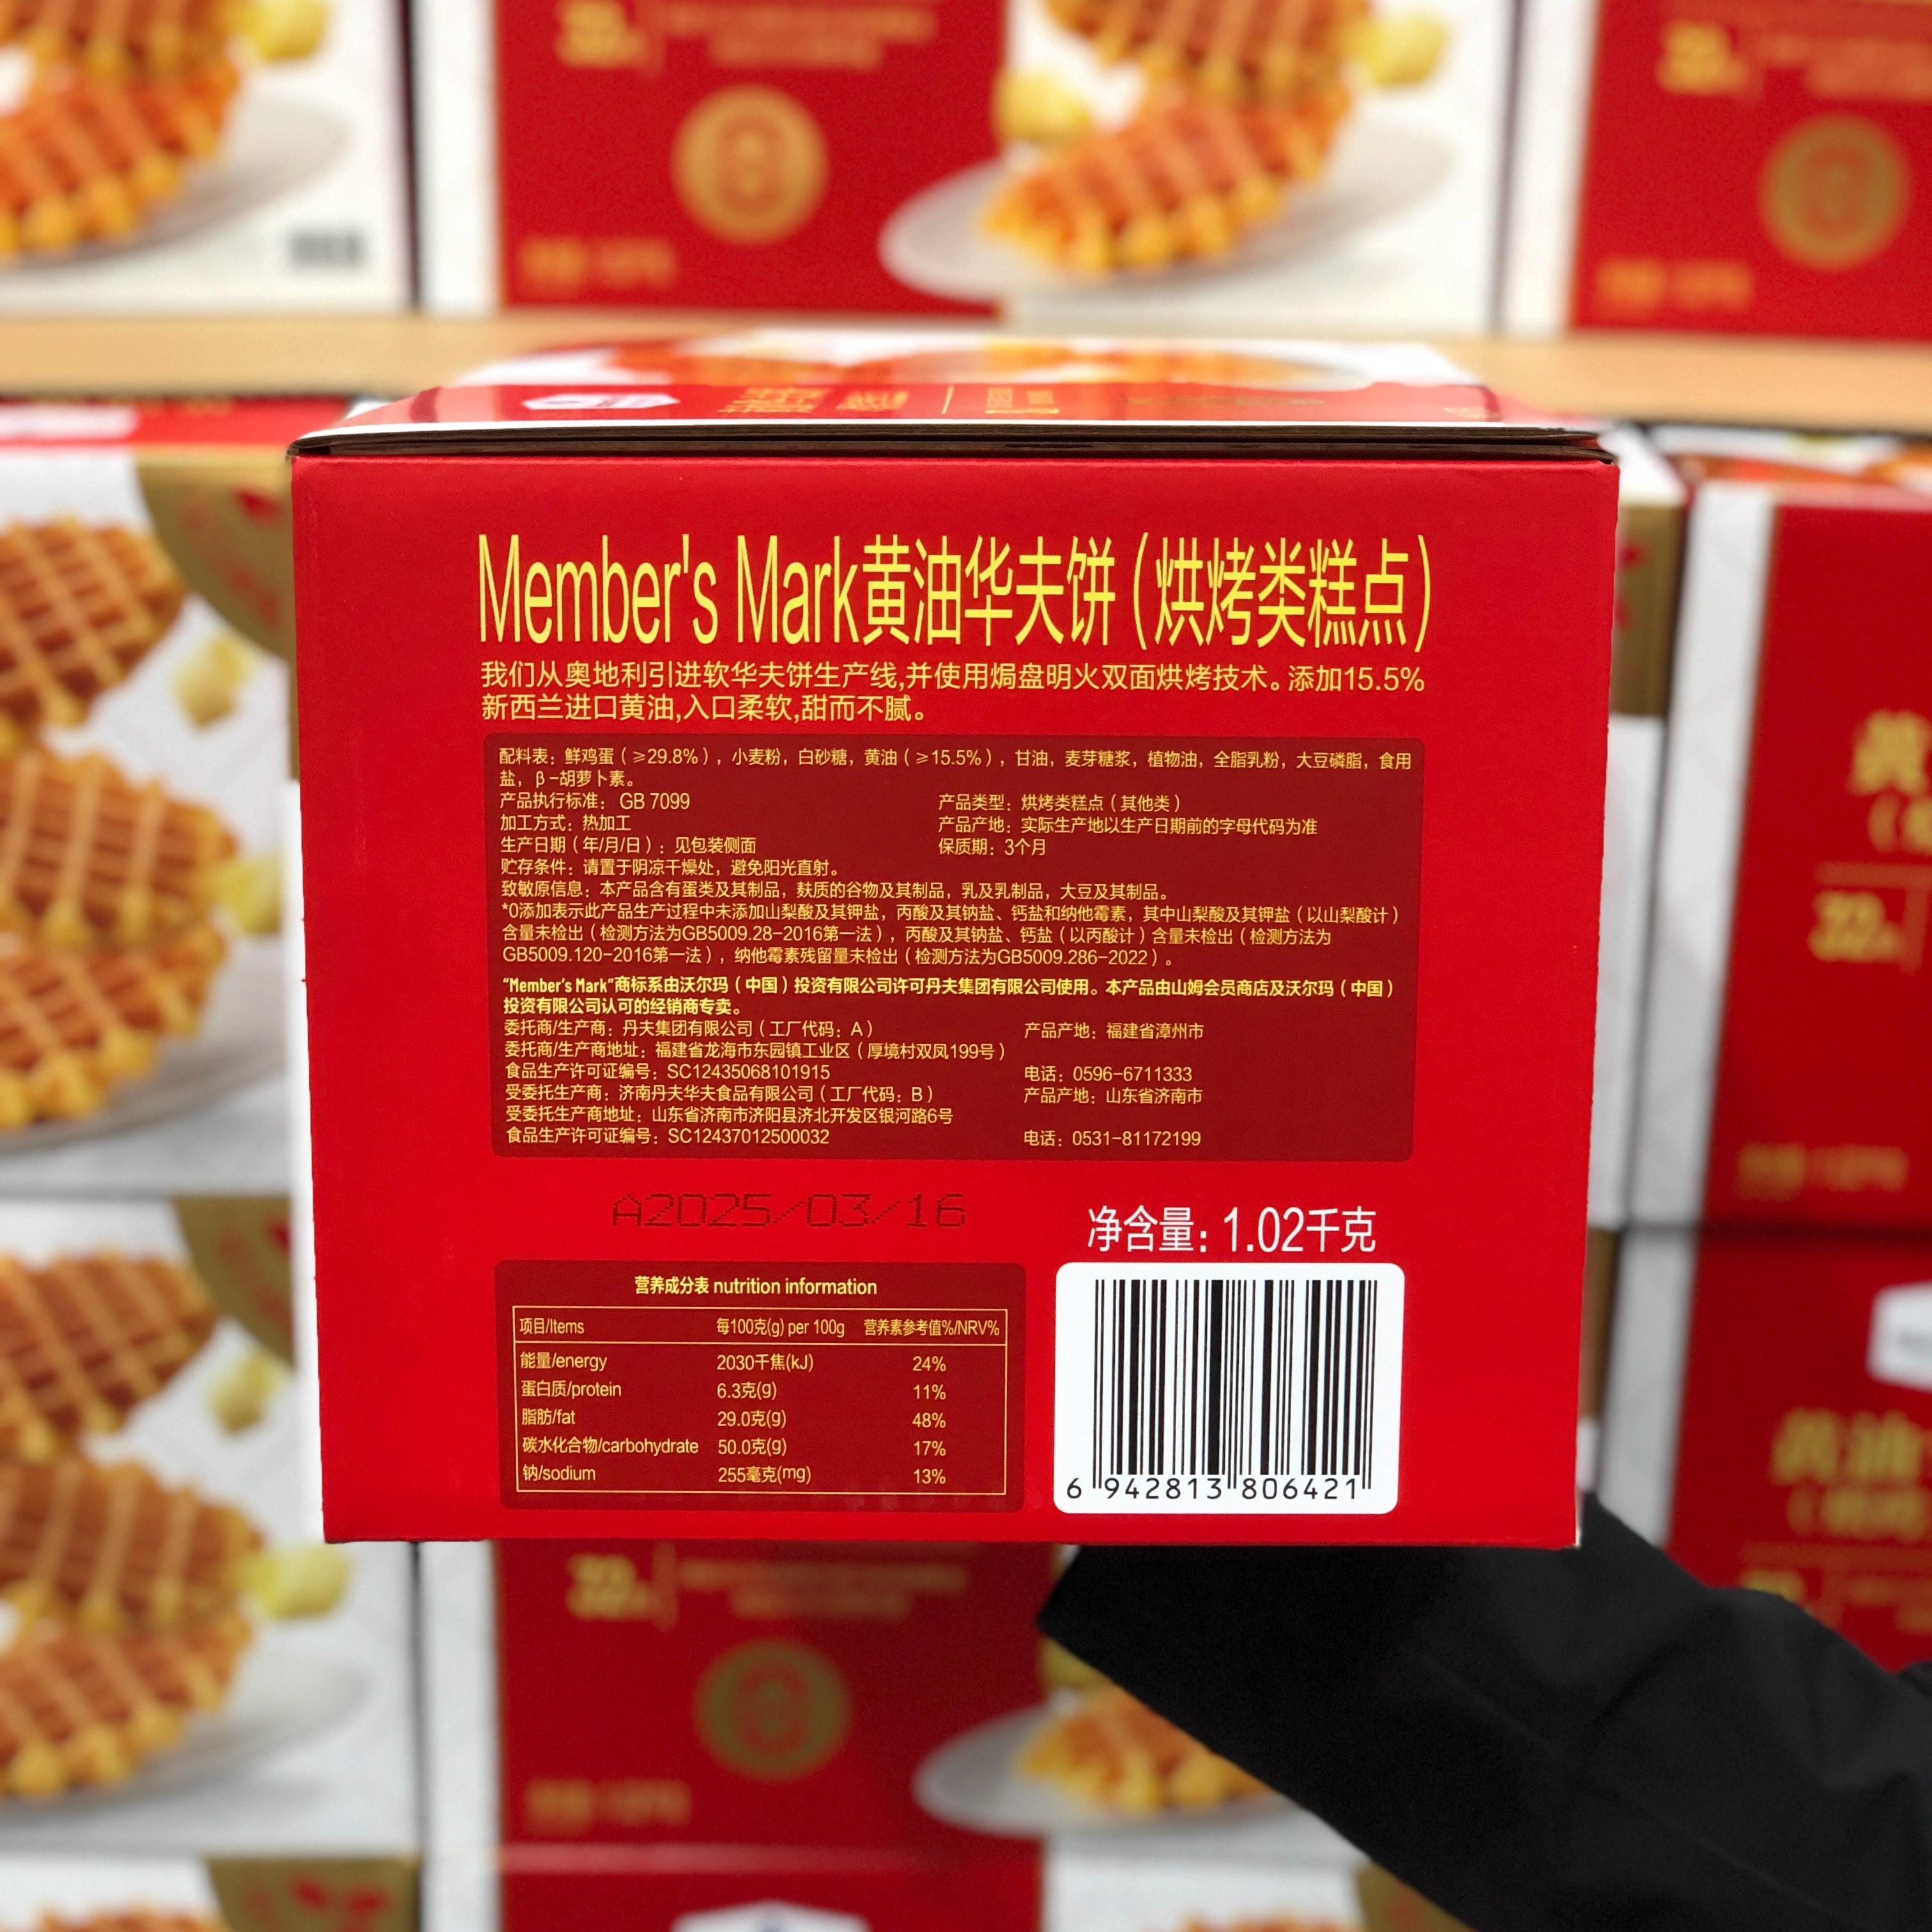 Member's Mark黄油华夫饼(烘烤类糕点)
我们从奥地利引进软华夫饼生产线,并使用焗盘明火双面烘烤技术。添加15.5%
新西兰进口黄油,入口柔软,甜而不腻。
配料表：鲜鸡蛋（≥29.8%），小麦粉，白砂糖，黄油（≥15.5%），甘油，麦芽糖浆，植物油，全脂乳粉，大豆磷脂，食用
盐，β-胡萝卜素。
产品执行标准：GB 7099
产品类型：烘烤类糕点（其他类）
加工方式：热加工
产品产地：实际生产地以生产日期前的字母代码为准
生产日期（年/月/日）：见包装侧面
保质期：3个月
贮存条件：请置于阴凉干燥处，避免阳光直射。
致敏原信息：本产品含有蛋类及其制品，麸质的谷物及其制品，乳及乳制品，大豆及其制品。
*0添加表示此产品生产过程中未添加山梨酸及其钾盐，丙酸及其钠盐、钙盐和纳他霉素，其中山梨酸及其钾盐（以山梨酸计）
含量未检出（检测方法为GB5009.28-2016第一法），丙酸及其钠盐、钙盐（以丙酸计）含量未检出（检测方法为
GB5009.120-2016第一法），纳他霉素残留量未检出（检测方法为GB5009.286-2022）。
"Member's Mark"商标系由沃尔玛（中国）投资有限公司许可丹夫集团有限公司使用。本产品由山姆会员商店及沃尔玛（中国）
投资有限公司认可的经销商专卖。
委托商/生产商：丹夫集团有限公司（工厂代码：A）
产品产地：福建省漳州市
委托商/生产商地址：福建省龙海市东园镇工业区（厚境村双凤199号）
食品生产许可证编号：SC12435068101915
电话：0596-6711333
受委托生产商：济南丹夫华夫食品有限公司（工厂代码：B）
产品产地：山东省济南市
受委托生产商地址：山东省济南市济阳县济北开发区银河路6号
食品生产许可证编号：SC12437012500032
电话：0531-81172199
A2025/03/16
净含量：1.02千克
营养成分表 nutrition information
项目/Items 每100克(g) per 100g 营养素参考值%/NRV%
能量/energy 2030千焦(kJ) 24%
蛋白质/protein 6.3克(g) 11%
脂肪/fat 29.0克(g) 48%
碳水化合物/carbohydrate 50.0克(g) 17%
钠/sodium 255毫克(mg) 13%
6 942813 806421